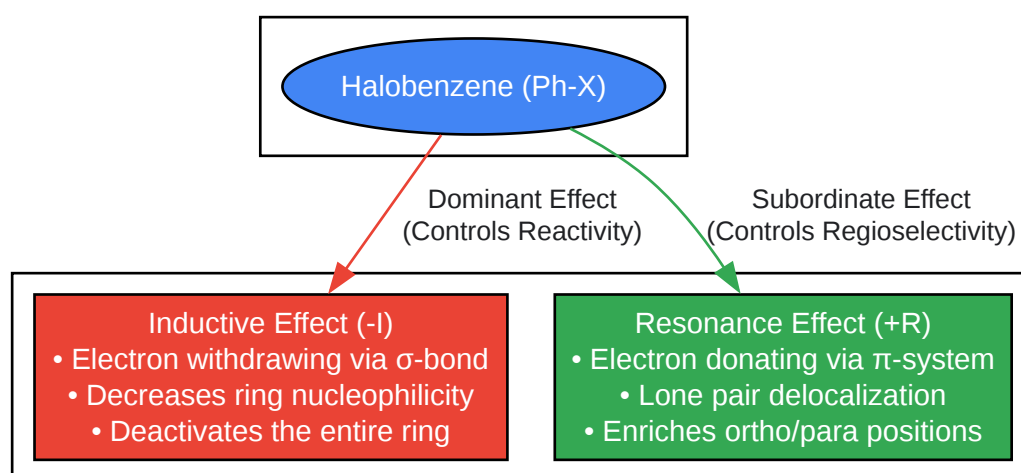 Halobenzene (Ph-X)
Dominant Effect
(Controls Reactivity)
Subordinate Effect
(Controls Regioselectivity)
Inductive Effect (-I)
• Electron withdrawing via σ-bond
• Decreases ring nucleophilicity
• Deactivates the entire ring
Resonance Effect (+R)
• Electron donating via π-system
• Lone pair delocalization
• Enriches ortho/para positions